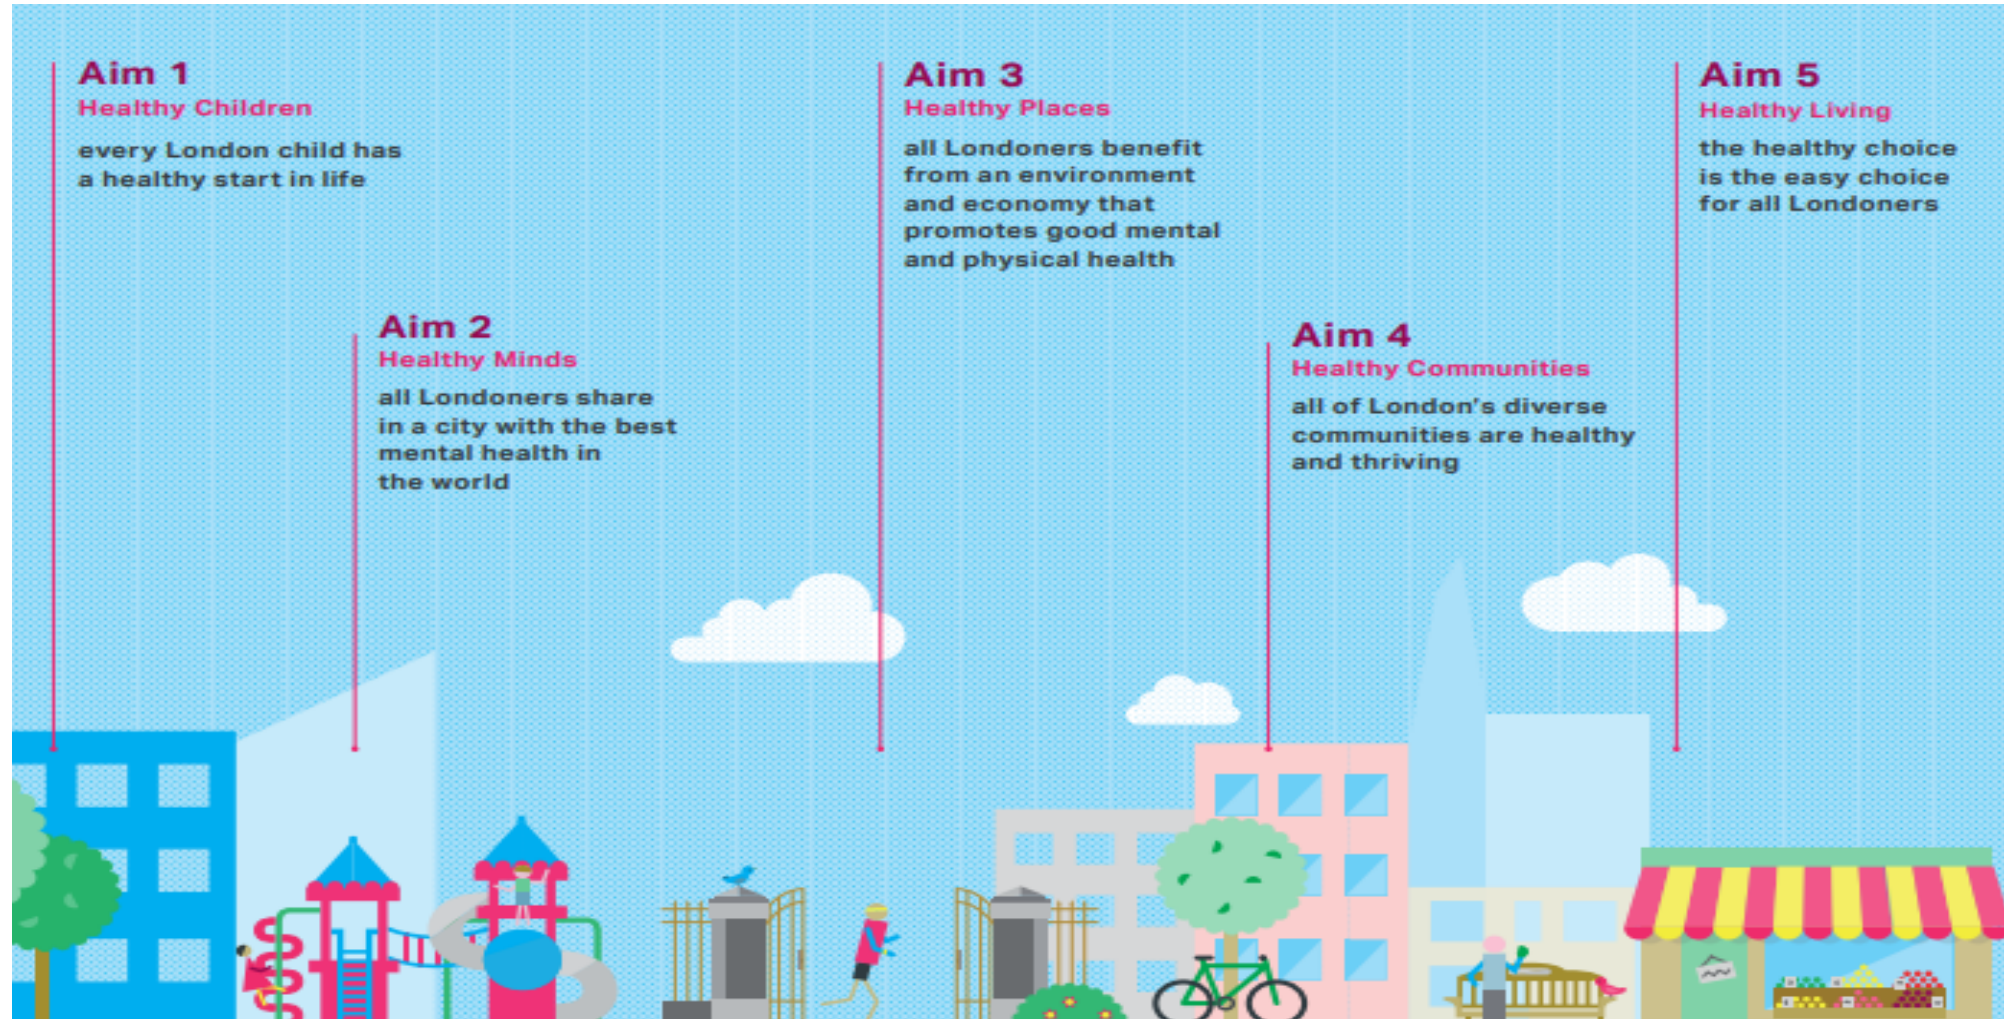 Aim 1
Healthy Children
every London child has
a healthy start in life
Aim 2
Healthy Minds
all Londoners share
in a city with the best
mental health in
the world
Aim 3
Healthy Places
all Londoners benefit
from an environment
and economy that
promotes good mental
and physical health
Aim 4
Healthy Communities
all of London's diverse
communities are healthy
and thriving
Aim 5
Healthy Living
the healthy choice
is the easy choice
for all Londoners